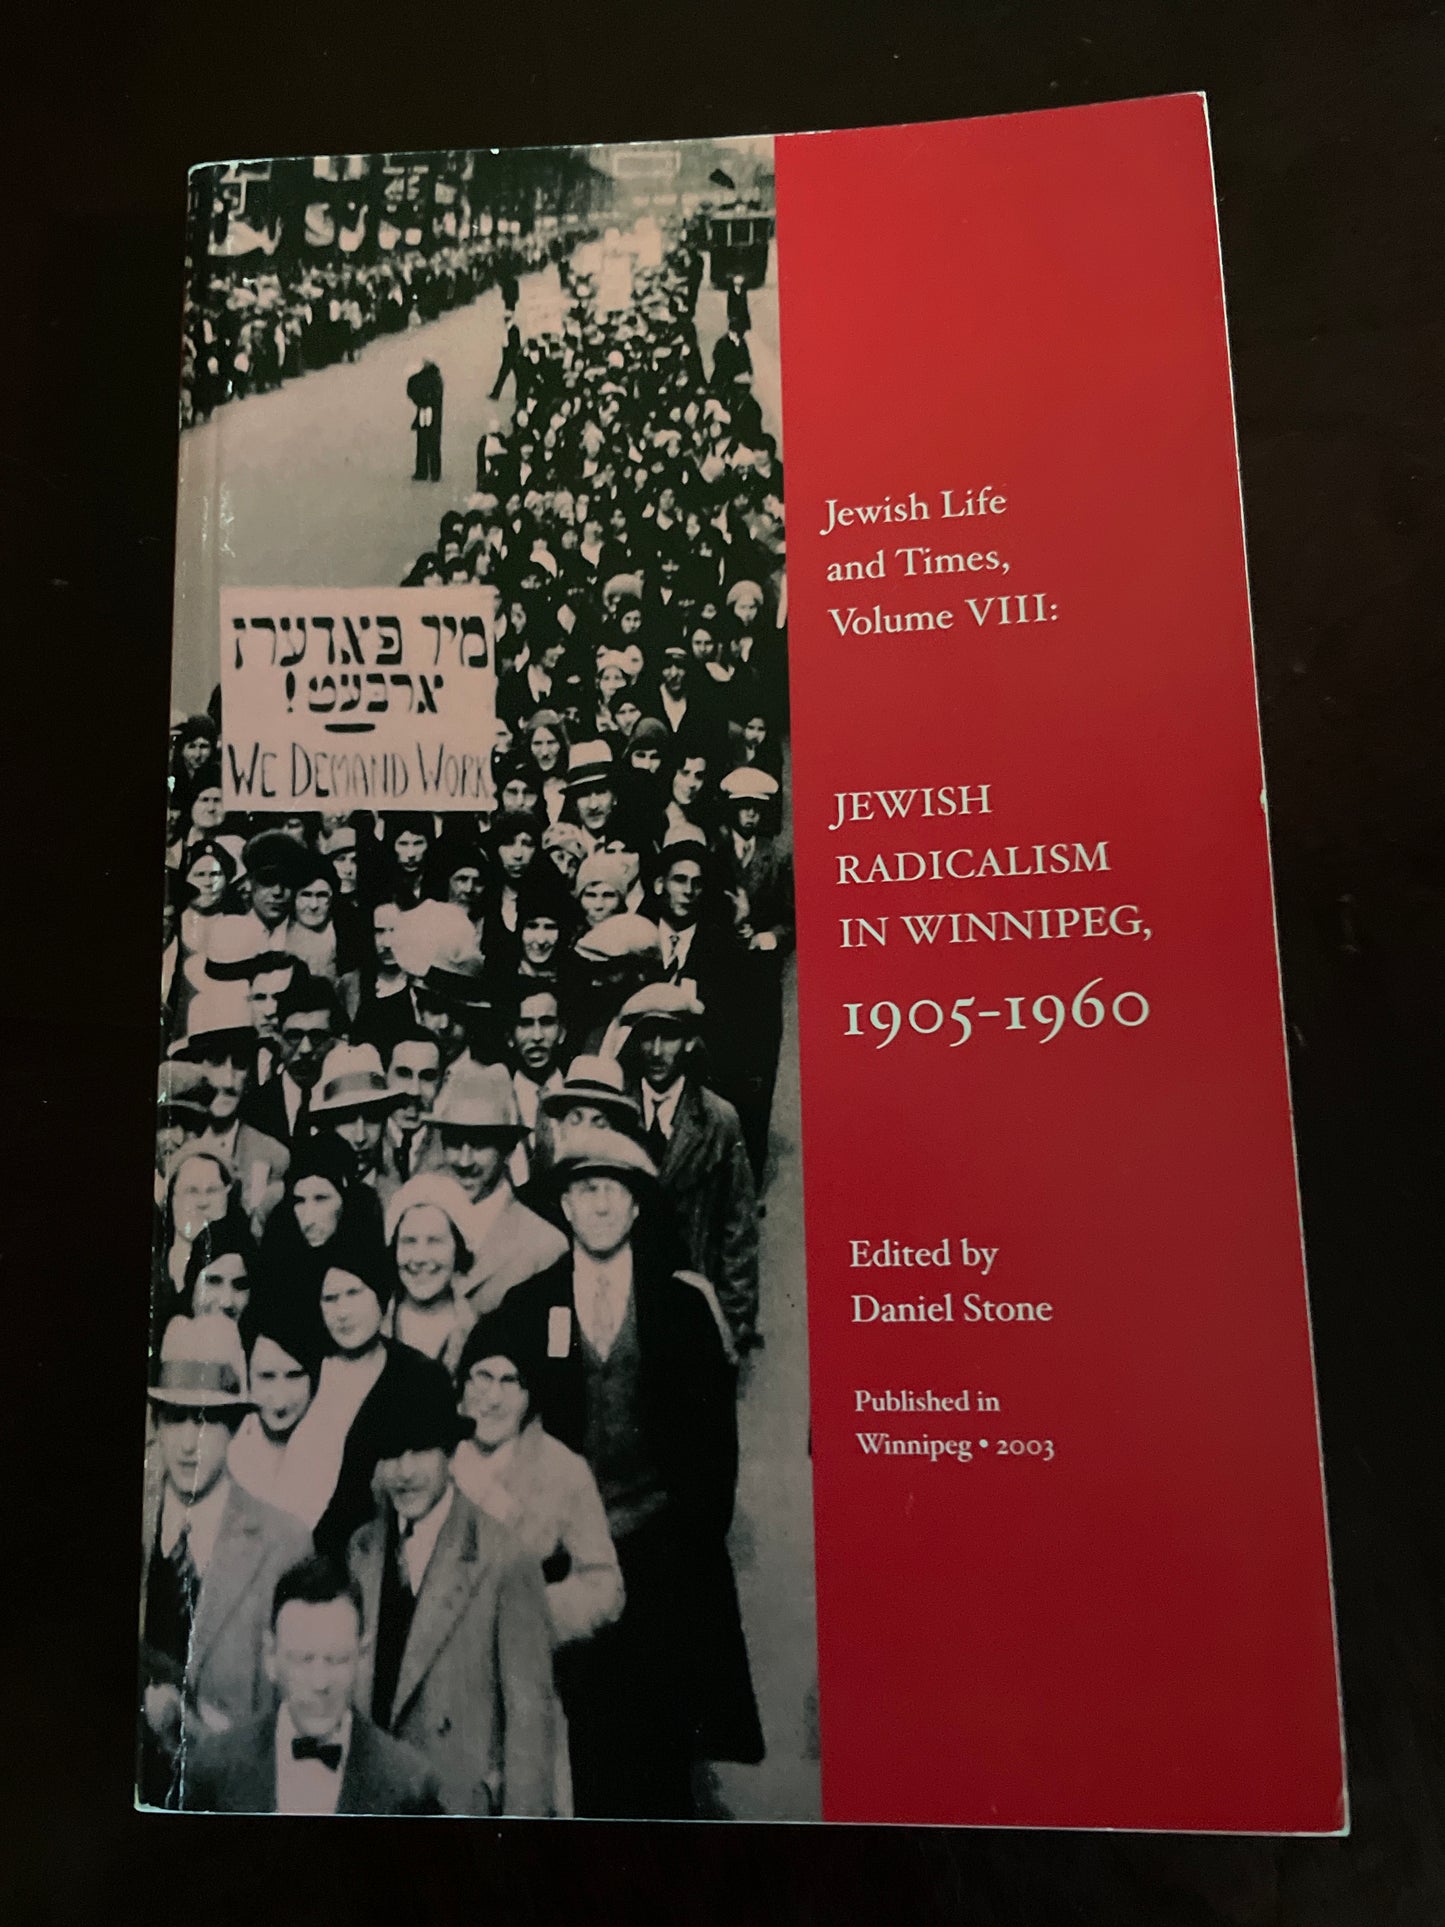 מיר פאדערן
ארבעט!
WE DEMAND WORK
Jewish Life
and Times,
Volume VIII:
JEWISH
RADICALISM
IN WINNIPEG,
1905-1960
Edited by
Daniel Stone
Published in
Winnipeg • 2003